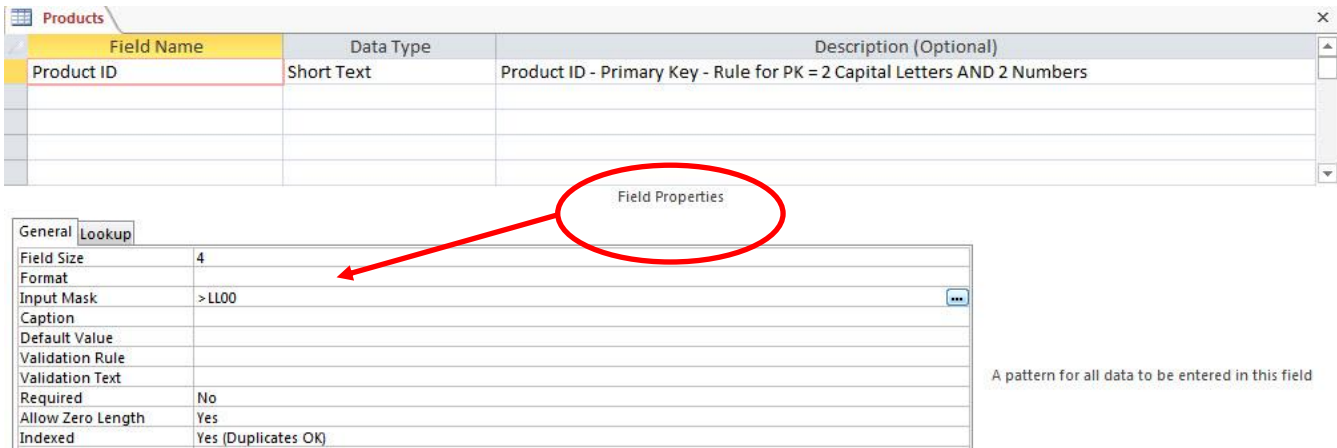 Products ×
Field Name Data Type Description (Optional)
Product ID Short Text Product ID - Primary Key - Rule for PK = 2 Capital Letters AND 2 Numbers
Field Properties
General Lookup
Field Size 4
Format
Input Mask >LL00 ...
Caption
Default Value
Validation Rule
Validation Text
A pattern for all data to be entered in this field
Required No
Allow Zero Length Yes
Indexed Yes (Duplicates OK)